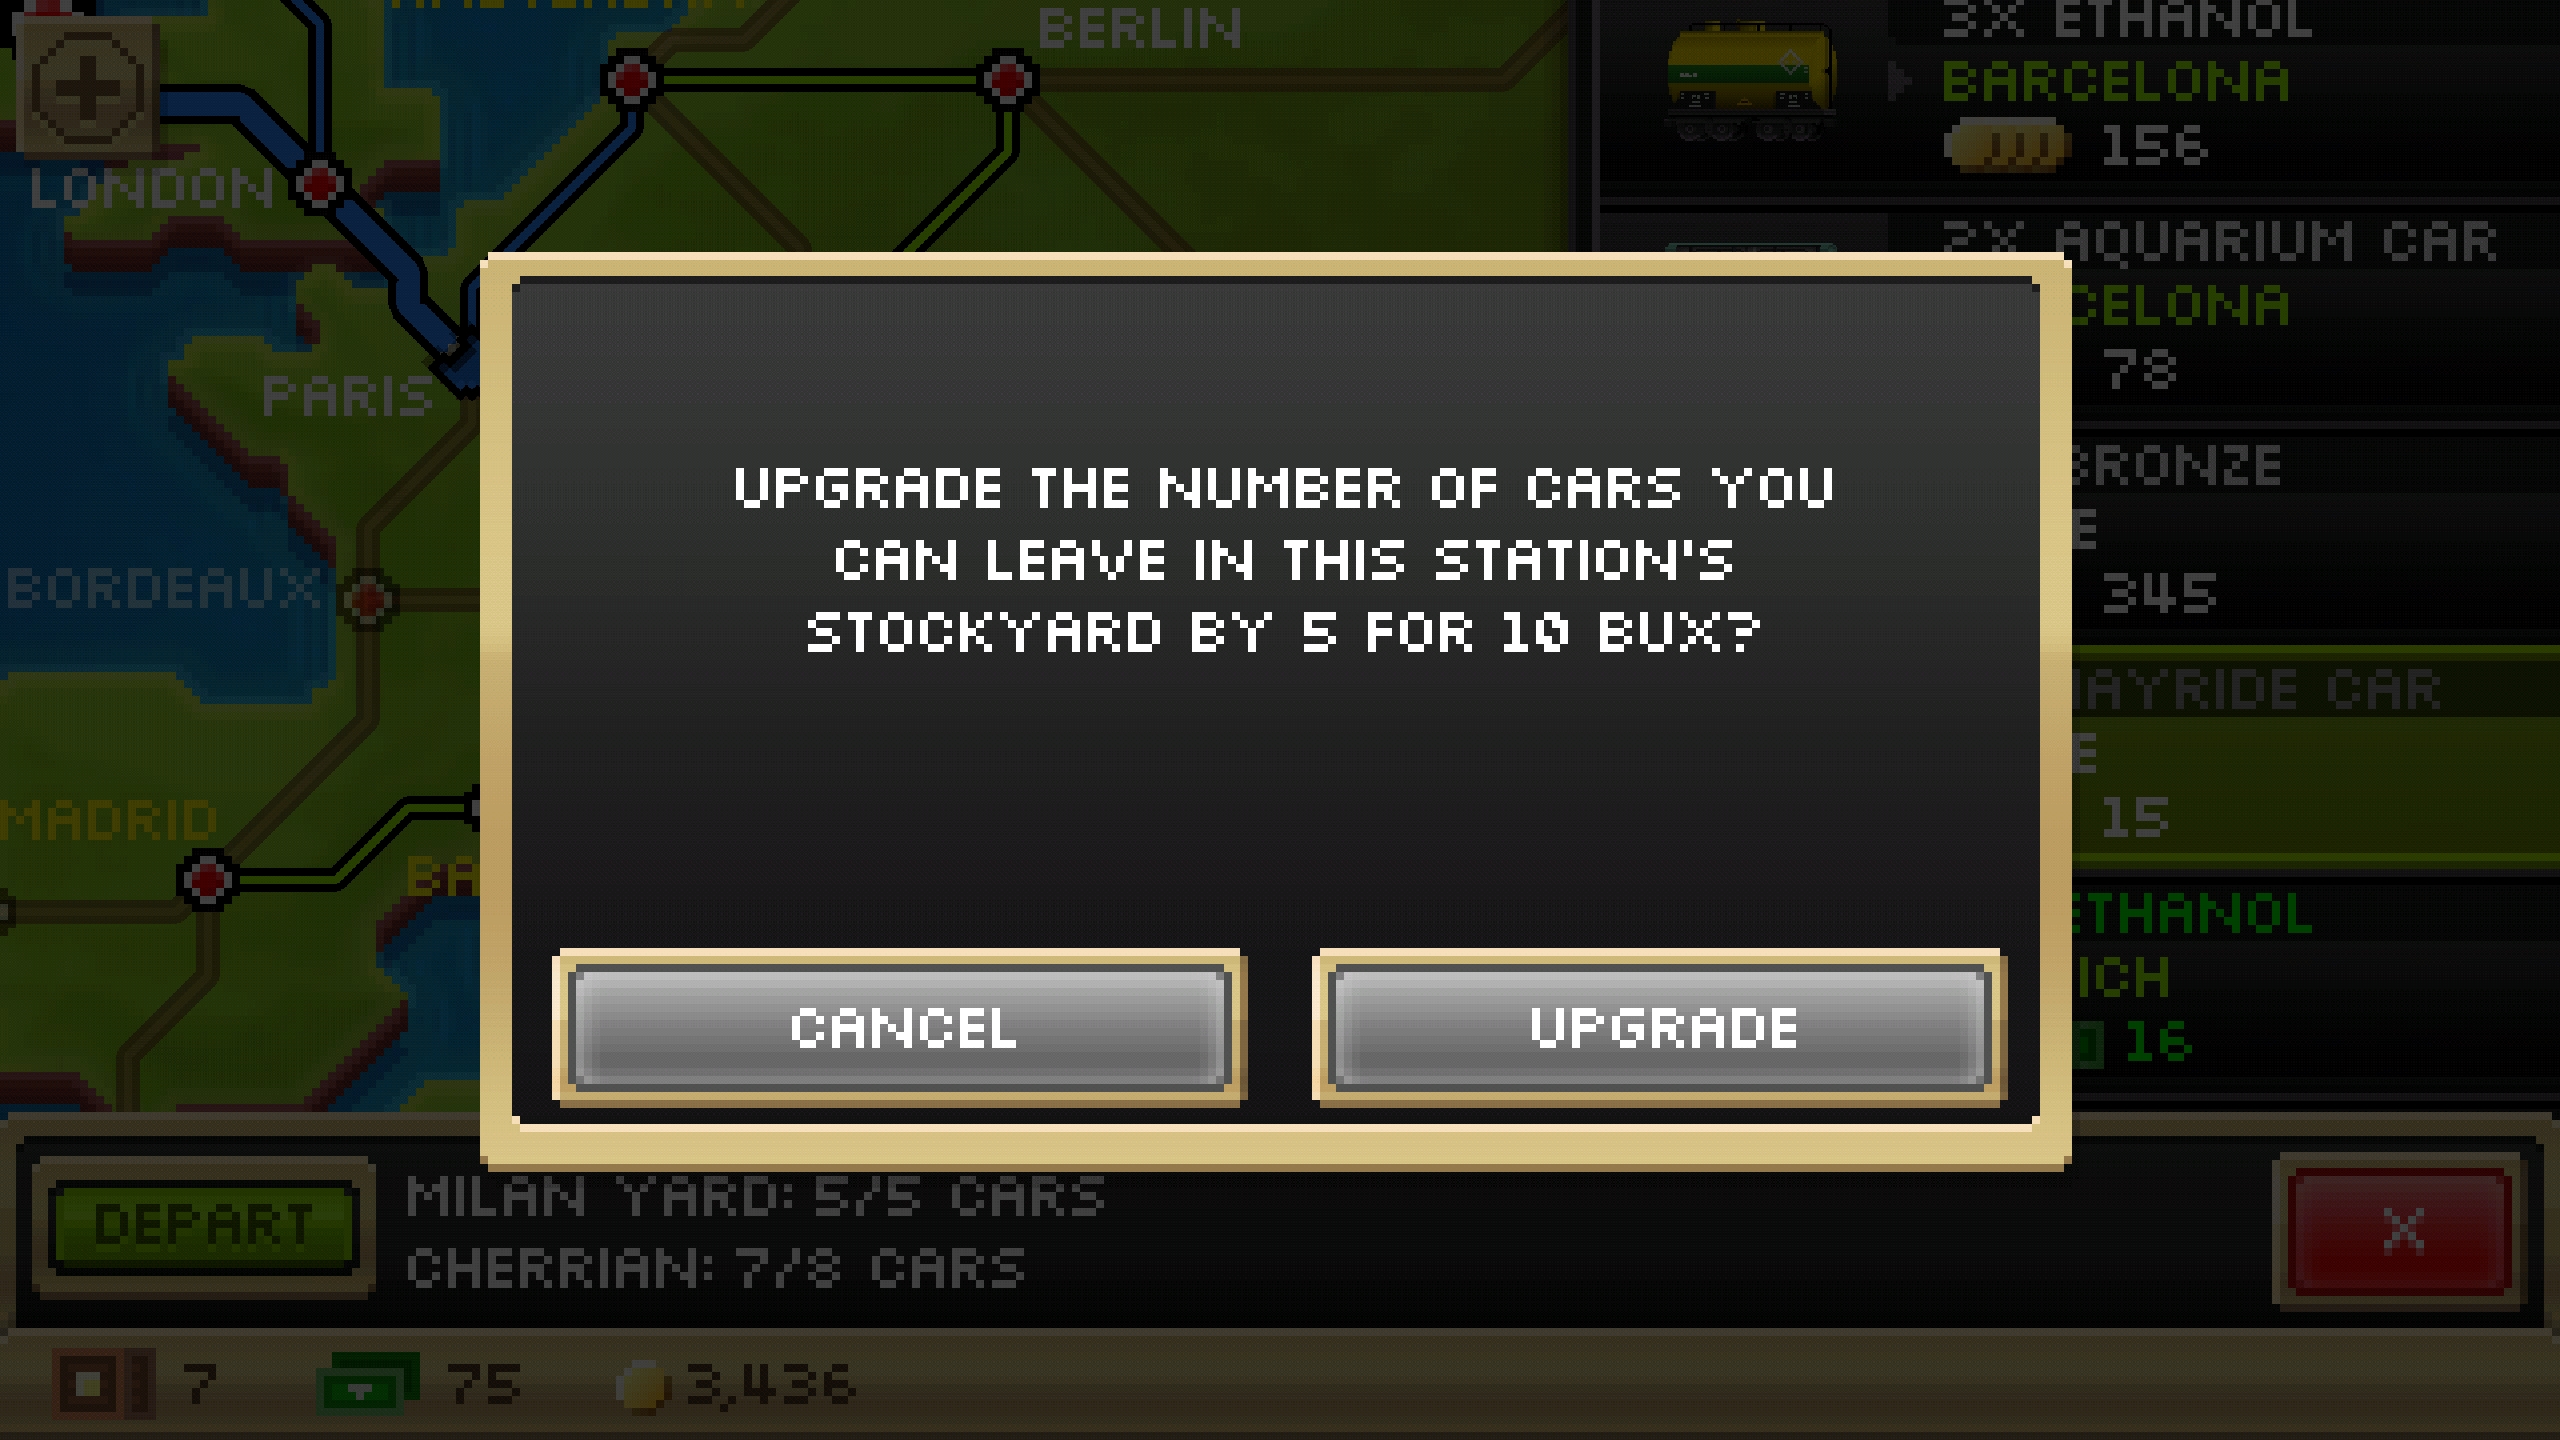 BERLIN
LONDON
PARIS
BORDEAUX
MADRID
3X ETHANOL
BARCELONA
156
2X AQUARIUM CAR
CELONA
78
BRONZE
E
345
AYRIDE CAR
E
15
ETHANOL
ICH
16
UPGRADE THE NUMBER OF CARS YOU
CAN LEAVE IN THIS STATION'S
STOCKYARD BY 5 FOR 10 BUX?
CANCEL
UPGRADE
DEPART
MILAN YARD: 5/5 CARS
CHERRIAN: 7/8 CARS
X
7
75
3,436